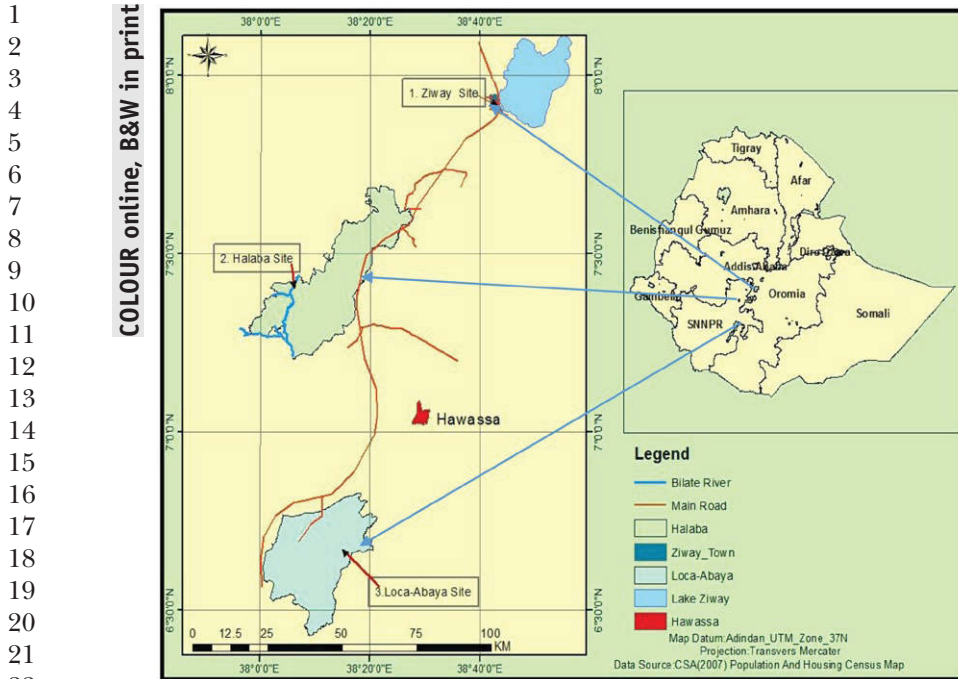 1
2
3
4
5
6
7
8
9
10
11
12
13
14
15
16
17
18
19
20
21
COLOUR online, B&W in print
38°0'0"E
38°20'0"E
38°40'0"E
8°0'0"N
7°30'0"N
7°0'0"N
6°30'0"N
1. Ziway Site
2. Halaba Site
Hawassa
3.Loca-Abaya Site
0 12.5 25 50 75 100
KM
38°0'0"E
38°20'0"E
38°40'0"E
8°0'0"N
7°30'0"N
7°0'0"N
6°30'0"N
Tigray
Afar
Amhara
Benishangul Gumuz
Addis Ababa
Oromia
Somali
SNNPR
Legend
Bilate River
Main Road
Halaba
Ziway_Town
Loca-Abaya
Lake Ziway
Hawassa
Map Datum:Adindan_UTM_Zone_37N
Projection:Transvers Mercater
Data Source:CSA(2007) Population And Housing Census Map